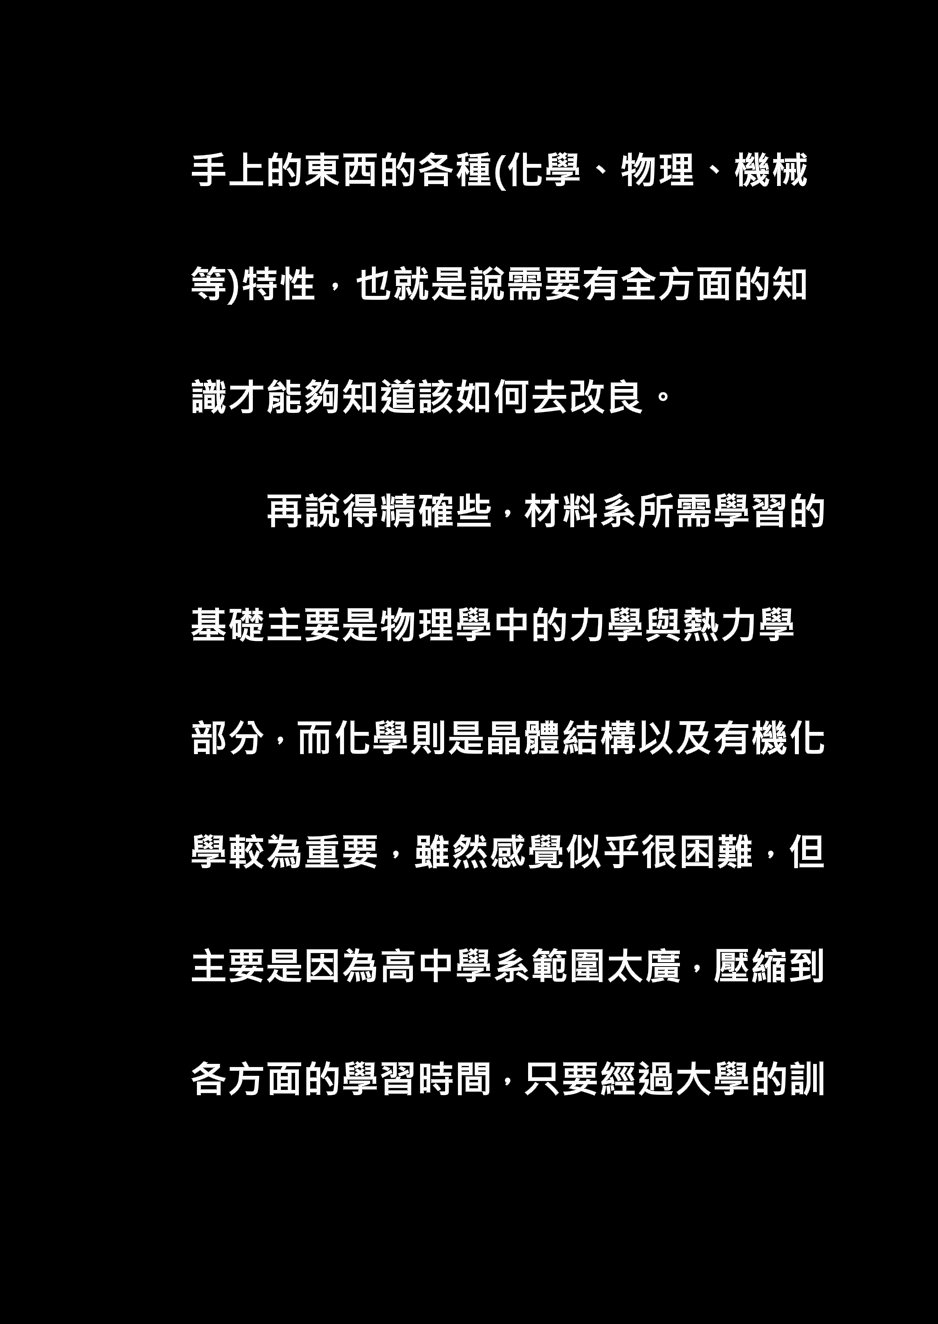 手上的東西的各種(化學、物理、機械
等)特性，也就是說需要有全方面的知
識才能夠知道該如何去改良。
再說得精確些，材料系所需學習的
基礎主要是物理學中的力學與熱力學
部分，而化學則是晶體結構以及有機化
學較為重要，雖然感覺似乎很困難，但
主要是因為高中學系範圍太廣，壓縮到
各方面的學習時間，只要經過大學的訓